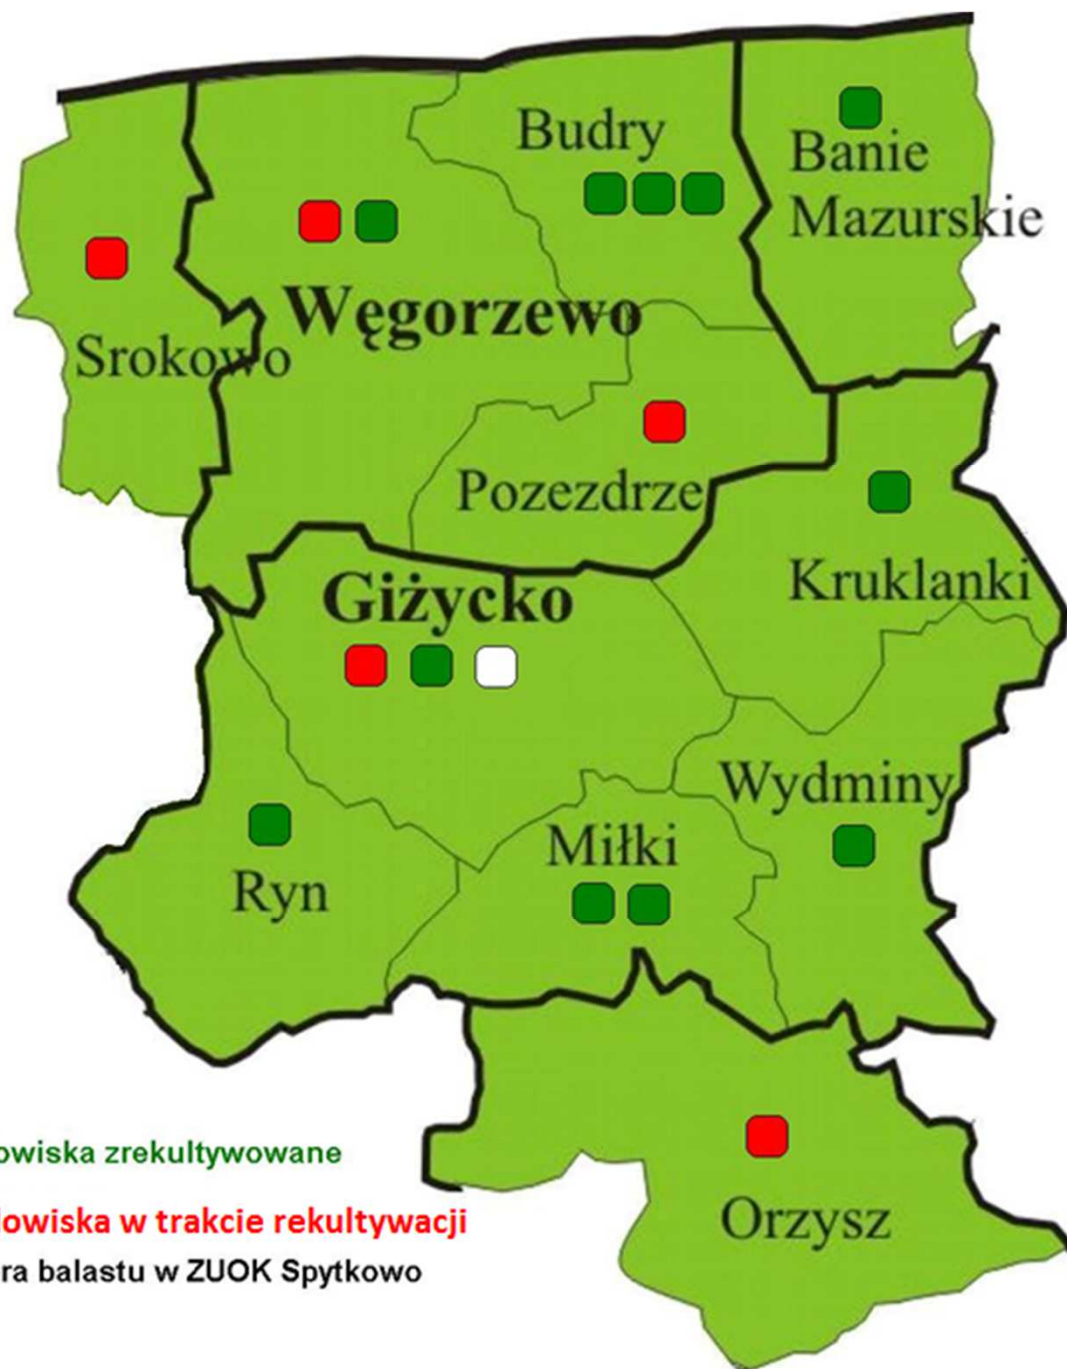 Budry
Banie
Mazurskie
Węgorzewo
Srokowo
Pozezdrze
Kruklanki
Giżycko
Wydminy
Miłki
Ryn
owiska zrekultywowane
lowiska w trakcie rekultywacji
Orzysz
ra balastu w ZUOK Spytkowo